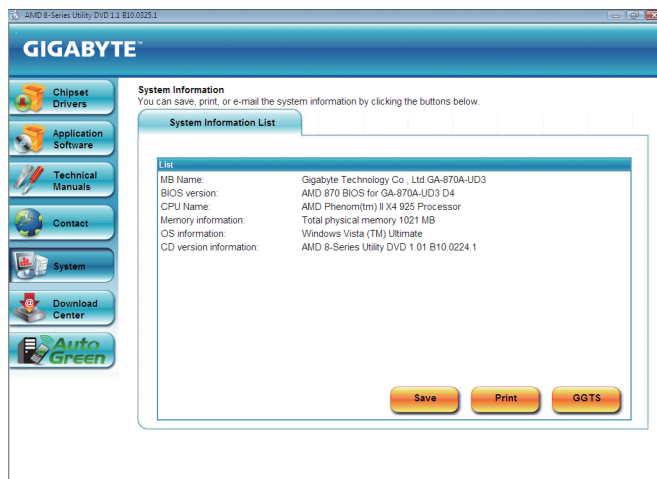 AMD 8-Series Utility DVD 1.1 B10.0325.1
GIGABYTE™
Chipset
Drivers
Application
Software
Technical
Manuals
Contact
System
Download
Center
Auto
Green
System Information
You can save, print, or e-mail the system information by clicking the buttons below.
System Information List
List
MB Name: Gigabyte Technology Co., Ltd.GA-870A-UD3
BIOS version: AMD 870 BIOS for GA-870A-UD3 D4
CPU Name: AMD Phenom(tm) II X4 925 Processor
Memory information: Total physical memory 1021 MB
OS information: Windows Vista (TM) Ultimate
CD version information: AMD 8-Series Utility DVD 1.01 B10.0224.1
Save Print GGTS